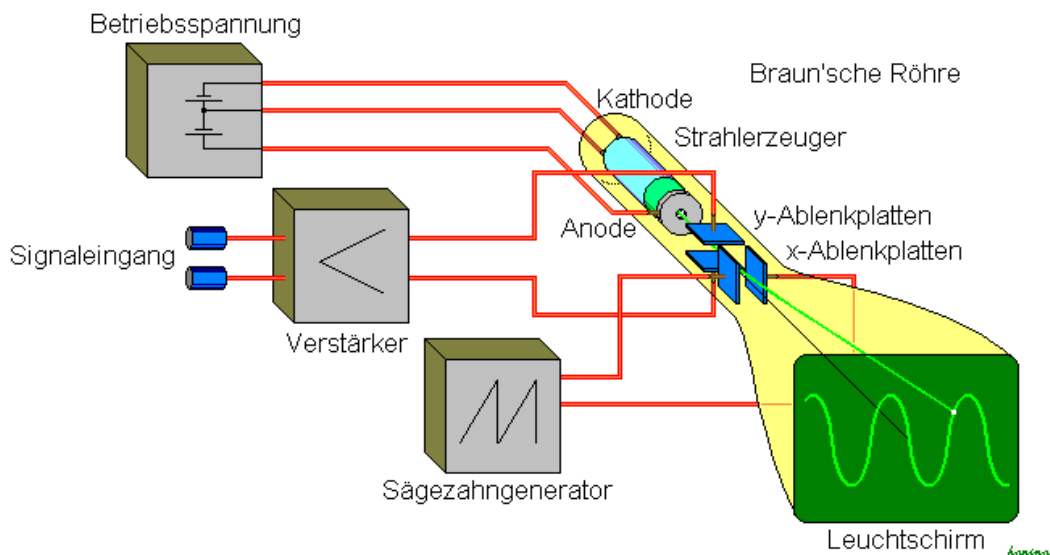 Betriebsspannung
Braun'sche Röhre
Kathode
Strahlerzeuger
Anode
y-Ablenkplatten
x-Ablenkplatten
Signaleingang
Verstärker
Sägezahngenerator
Leuchtschirm